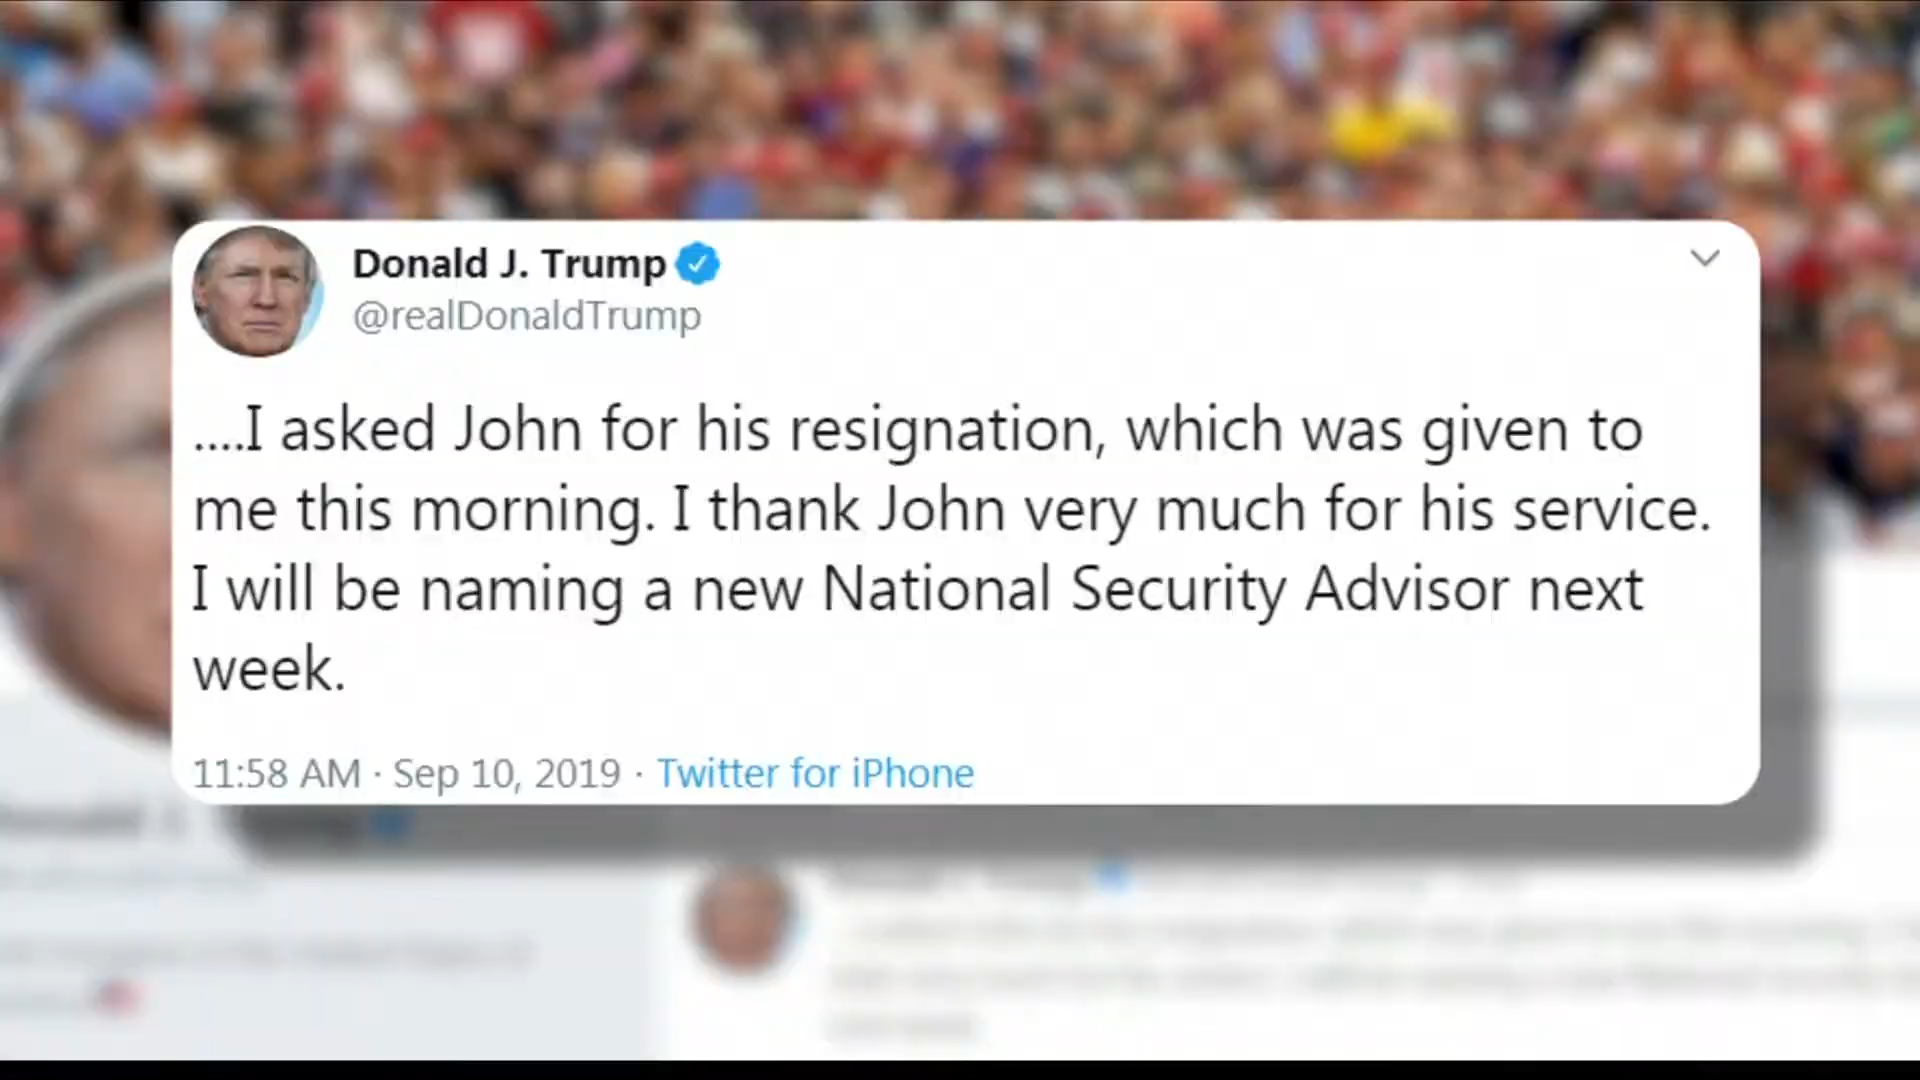 Donald J. Trump
@realDonaldTrump
....I asked John for his resignation, which was given to
me this morning. I thank John very much for his service.
I will be naming a new National Security Advisor next
week.
11:58 AM · Sep 10, 2019 · Twitter for iPhone